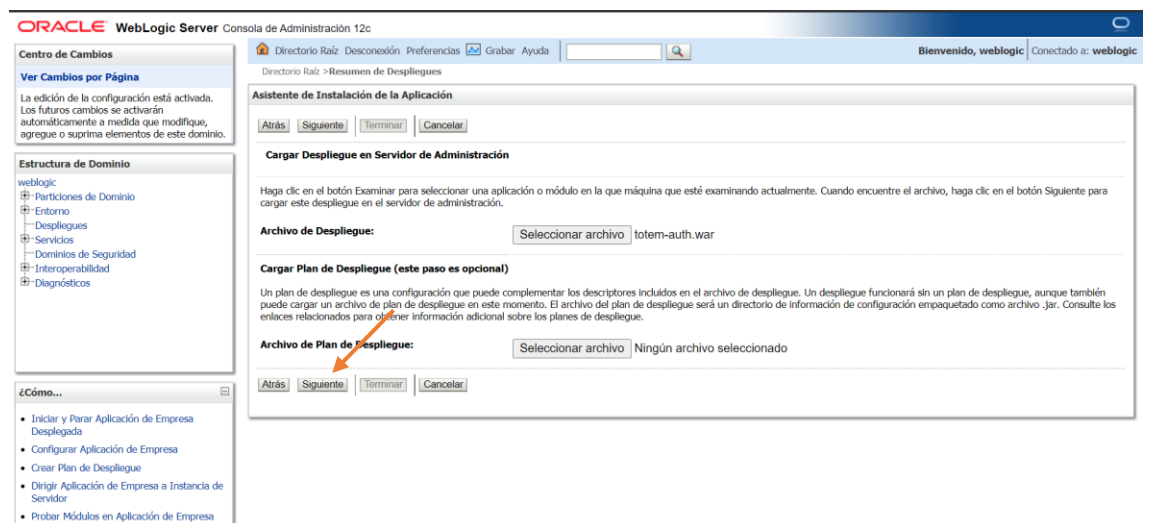 ORACLE WebLogic Server Consola de Administración 12c
Centro de Cambios
Ver Cambios por Página
La edición de la configuración está activada.
Los futuros cambios se activarán
automáticamente a medida que modifique,
agregue o suprima elementos de este dominio.
Estructura de Dominio
weblogic
Particiones de Dominio
Entorno
Despliegues
Servicios
Dominios de Seguridad
Interoperabilidad
Diagnósticos
¿Cómo...
Iniciar y Parar Aplicación de Empresa
Desplegada
Configurar Aplicación de Empresa
Crear Plan de Despliegue
Dirigir Aplicación de Empresa a Instancia de
Servidor
Probar Módulos en Aplicación de Empresa
Directorio Raíz Desconexión Preferencias Grabar Ayuda
Bienvenido, weblogic Conectado a: weblogic
Directorio Raíz >Resumen de Despliegues
Asistente de Instalación de la Aplicación
Atrás Siguiente Terminar Cancelar
Cargar Despliegue en Servidor de Administración
Haga clic en el botón Examinar para seleccionar una aplicación o módulo en la que máquina que esté examinando actualmente. Cuando encuentre el archivo, haga clic en el botón Siguiente para
cargar este despliegue en el servidor de administración.
Archivo de Despliegue: Seleccionar archivo totem-auth.war
Cargar Plan de Despliegue (este paso es opcional)
Un plan de despliegue es una configuración que puede complementar los descriptores incluidos en el archivo de despliegue. Un despliegue funcionará sin un plan de despliegue, aunque también
puede cargar un archivo de plan de despliegue en este momento. El archivo del plan de despliegue será un directorio de información de configuración empaquetado como archivo .jar. Consulte los
enlaces relacionados para obtener información adicional sobre los planes de despliegue.
Archivo de Plan de Despliegue: Seleccionar archivo Ningún archivo seleccionado
Atrás Siguiente Terminar Cancelar